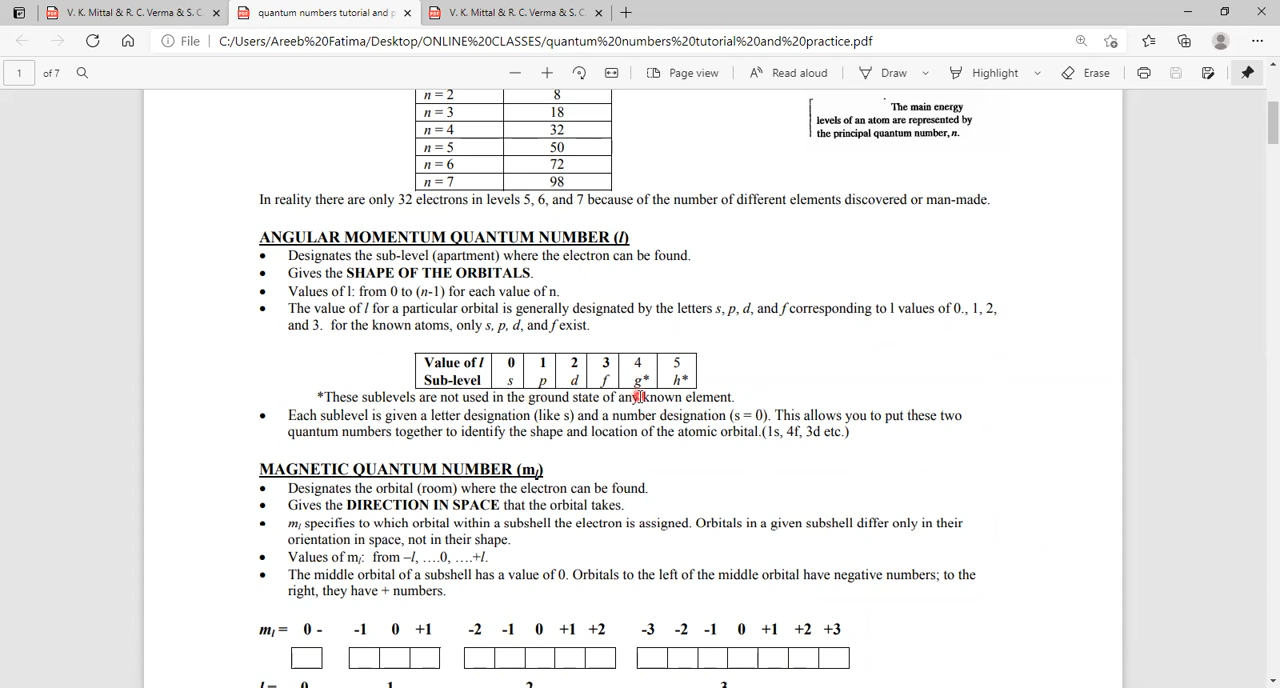 V. K. Mittal & R. C. Verma & S. C.
quantum numbers tutorial and p
V. K. Mittal & R. C. Verma & S. C.
File C:/Users/Areeb%20Fatima/Desktop/ONLINE%20CLASSES/quantum%20numbers%20tutorial%20and%20practice.pdf
1 of 7 Page view Read aloud Draw Highlight Erase
n = 2 8
n = 3 18
n = 4 32
n = 5 50
n = 6 72
n = 7 98
The main energy
levels of an atom are represented by
the principal quantum number, n.
In reality there are only 32 electrons in levels 5, 6, and 7 because of the number of different elements discovered or man-made.
ANGULAR MOMENTUM QUANTUM NUMBER (l)
• Designates the sub-level (apartment) where the electron can be found.
• Gives the SHAPE OF THE ORBITALS.
• Values of l: from 0 to (n-1) for each value of n.
• The value of l for a particular orbital is generally designated by the letters s, p, d, and f corresponding to l values of 0., 1, 2,
and 3. for the known atoms, only s, p, d, and f exist.
Value of l 0 1 2 3 4 5
Sub-level s p d f g* h*
*These sublevels are not used in the ground state of any known element.
• Each sublevel is given a letter designation (like s) and a number designation (s = 0). This allows you to put these two
quantum numbers together to identify the shape and location of the atomic orbital.(1s, 4f, 3d etc.)
MAGNETIC QUANTUM NUMBER (ml)
• Designates the orbital (room) where the electron can be found.
• Gives the DIRECTION IN SPACE that the orbital takes.
• ml specifies to which orbital within a subshell the electron is assigned. Orbitals in a given subshell differ only in their
orientation in space, not in their shape.
• Values of ml: from –l, ….0, ….+l.
• The middle orbital of a subshell has a value of 0. Orbitals to the left of the middle orbital have negative numbers; to the
right, they have + numbers.
ml = 0 - -1 0 +1 -2 -1 0 +1 +2 -3 -2 -1 0 +1 +2 +3
l = 0 1 2 3